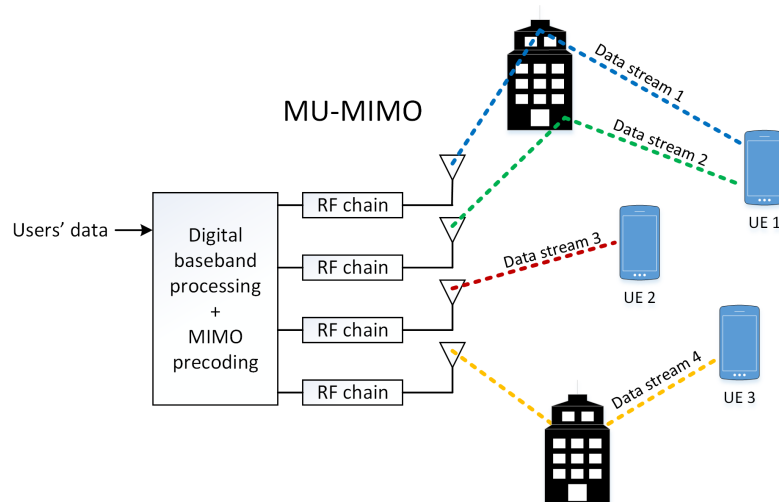 MU-MIMO
Data stream 1
Data stream 2
UE 1
Users' data
Digital
baseband
processing
+
MIMO
precoding
RF chain
RF chain
RF chain
RF chain
Data stream 3
UE 2
Data stream 4
UE 3